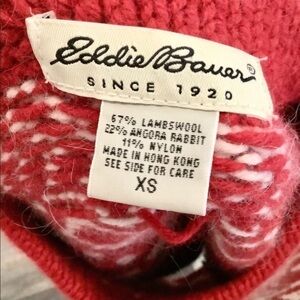 Eddie Bauer®
SINCE 1920
67% LAMBSWOOL
22% ANGORA RABBIT
11% NYLON
MADE IN HONG KONG
SEE SIDE FOR CARE
XS